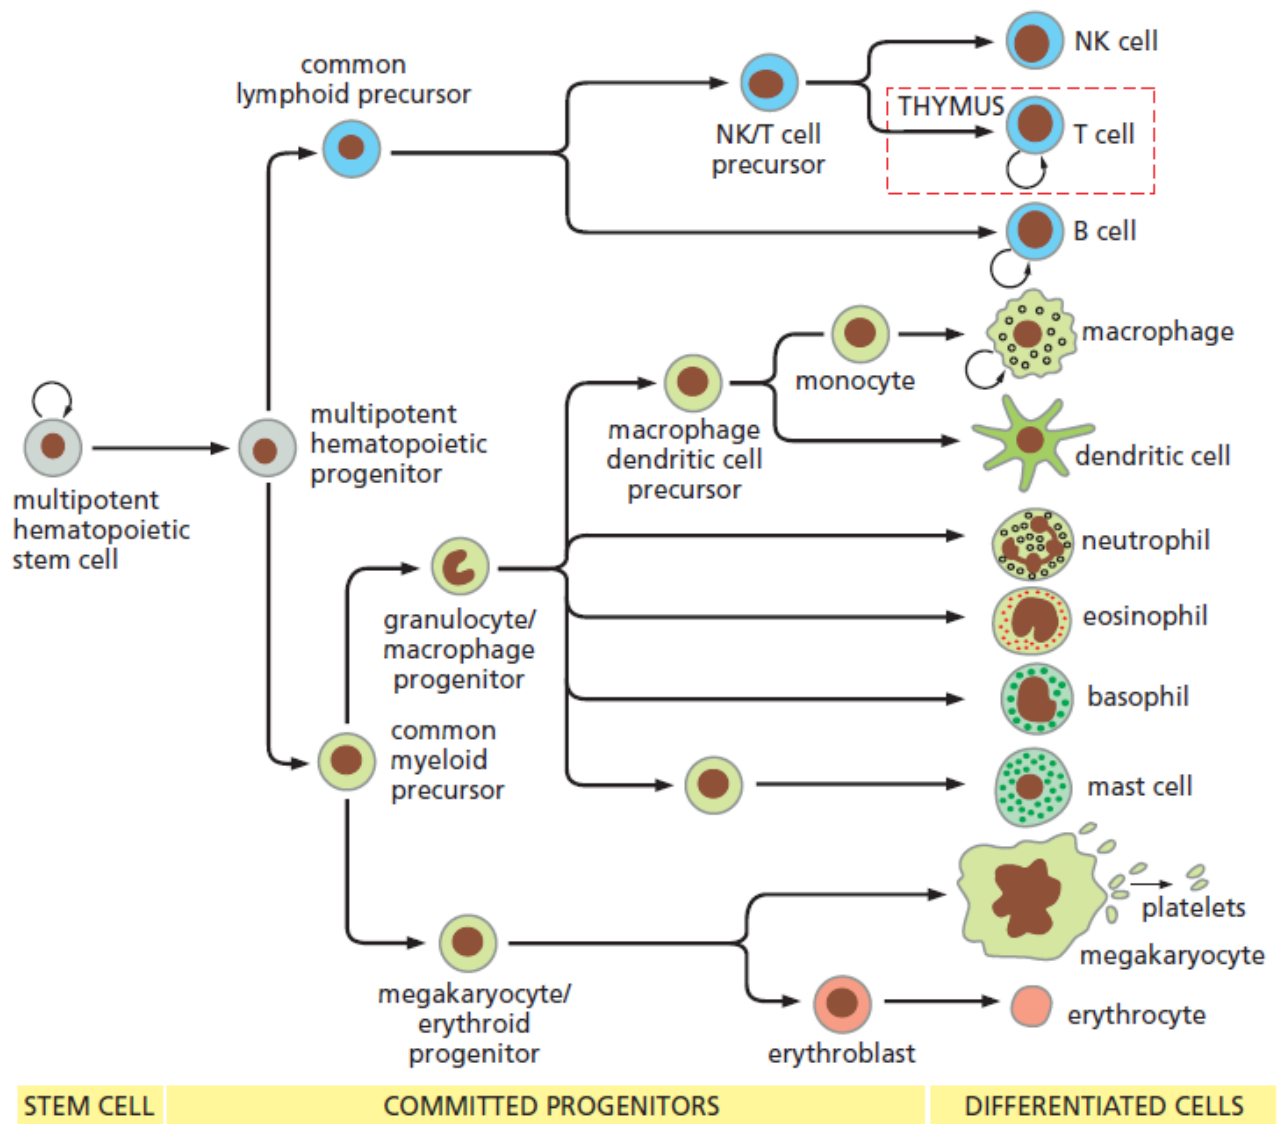 common
lymphoid precursor
NK cell
THYMUS
NK/T cell
precursor
T cell
B cell
macrophage
monocyte
multipotent
hematopoietic
progenitor
macrophage
dendritic cell
precursor
dendritic cell
multipotent
hematopoietic
stem cell
neutrophil
granulocyte/
macrophage
progenitor
eosinophil
basophil
common
myeloid
precursor
mast cell
platelets
megakaryocyte
megakaryocyte/
erythroid
progenitor
erythroblast
erythrocyte
STEM CELL
COMMITTED PROGENITORS
DIFFERENTIATED CELLS